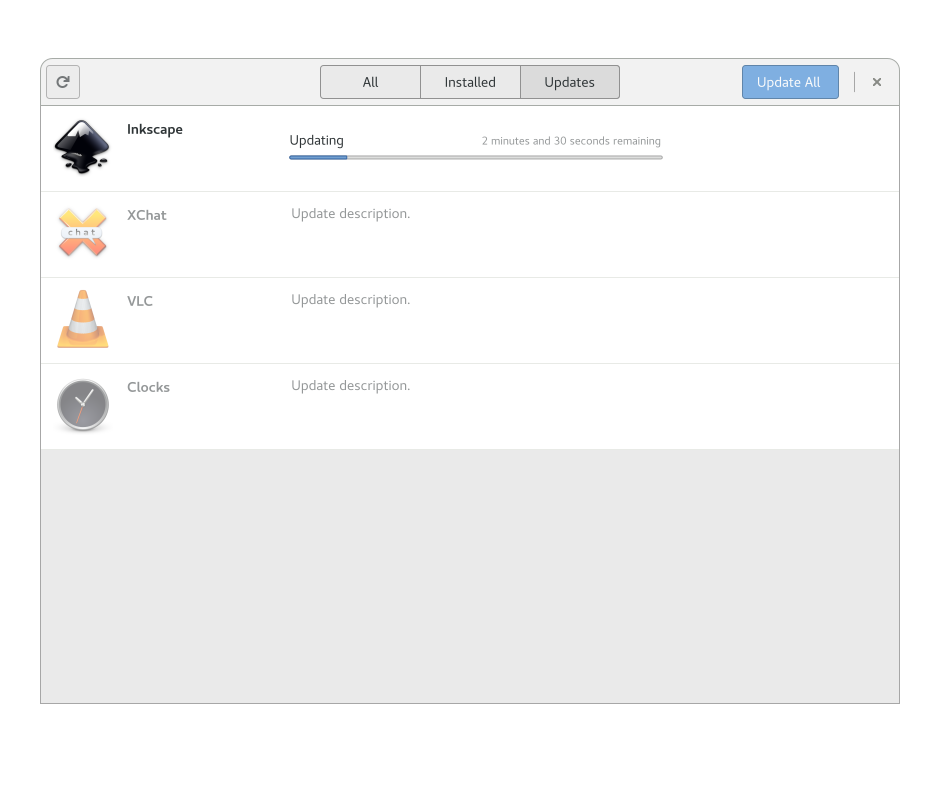 All Installed Updates Update All
Inkscape
Updating 2 minutes and 30 seconds remaining
XChat Update description.
chat
VLC Update description.
Clocks Update description.